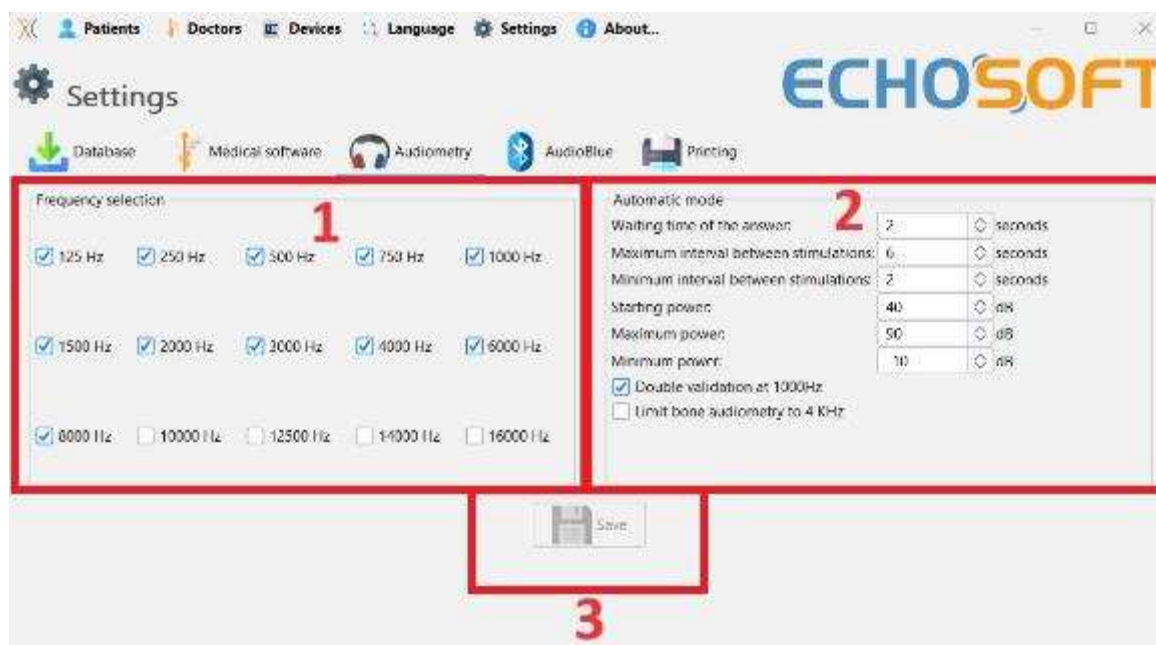 Patients Doctors Devices Language Settings About...
Settings
ECHOSOFT
Database Medical software Audiometry AudioBlue Printing
Frequency selection
1
125 Hz 250 Hz 500 Hz 750 Hz 1000 Hz
1500 Hz 2000 Hz 3000 Hz 4000 Hz 6000 Hz
8000 Hz 10000 Hz 12500 Hz 14000 Hz 16000 Hz
Automatic mode
2
Waiting time of the answer: 2 seconds
Maximum interval between stimulations: 6 seconds
Minimum interval between stimulations: 2 seconds
Starting power: 40 dB
Maximum power: 90 dB
Minimum power: -10 dB
Double validation at 1000Hz
Limit bone audiometry to 4 KHz
Save
3